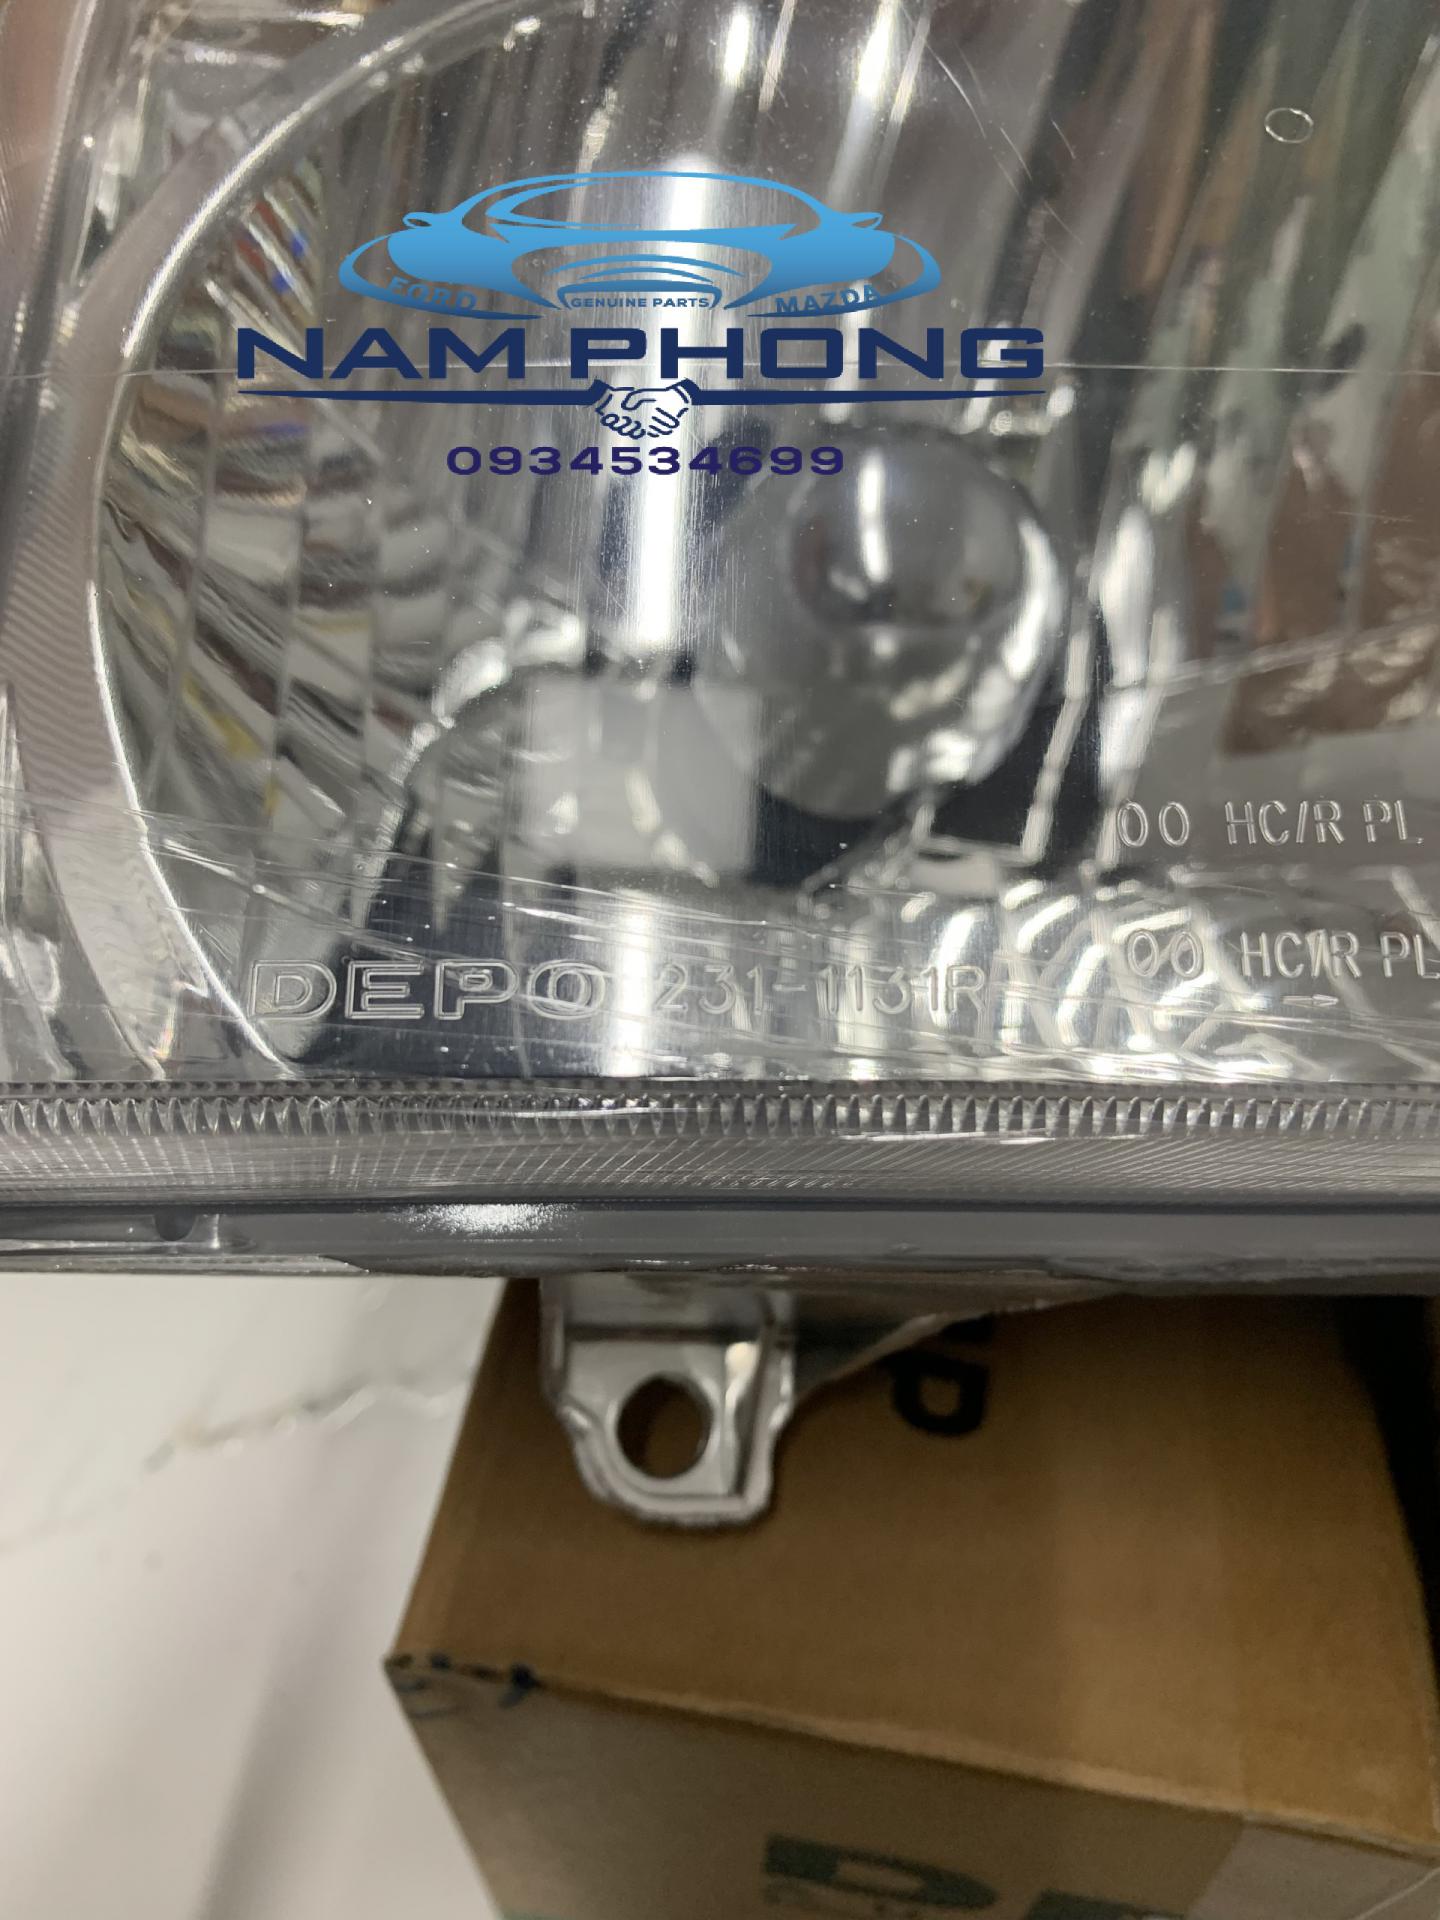 FORD
GENUINE PARTS
MAZDA
NAM PHONG
0934534699
00 HC/R PL
DEPO 231-1131R
00 HC/R PL
→